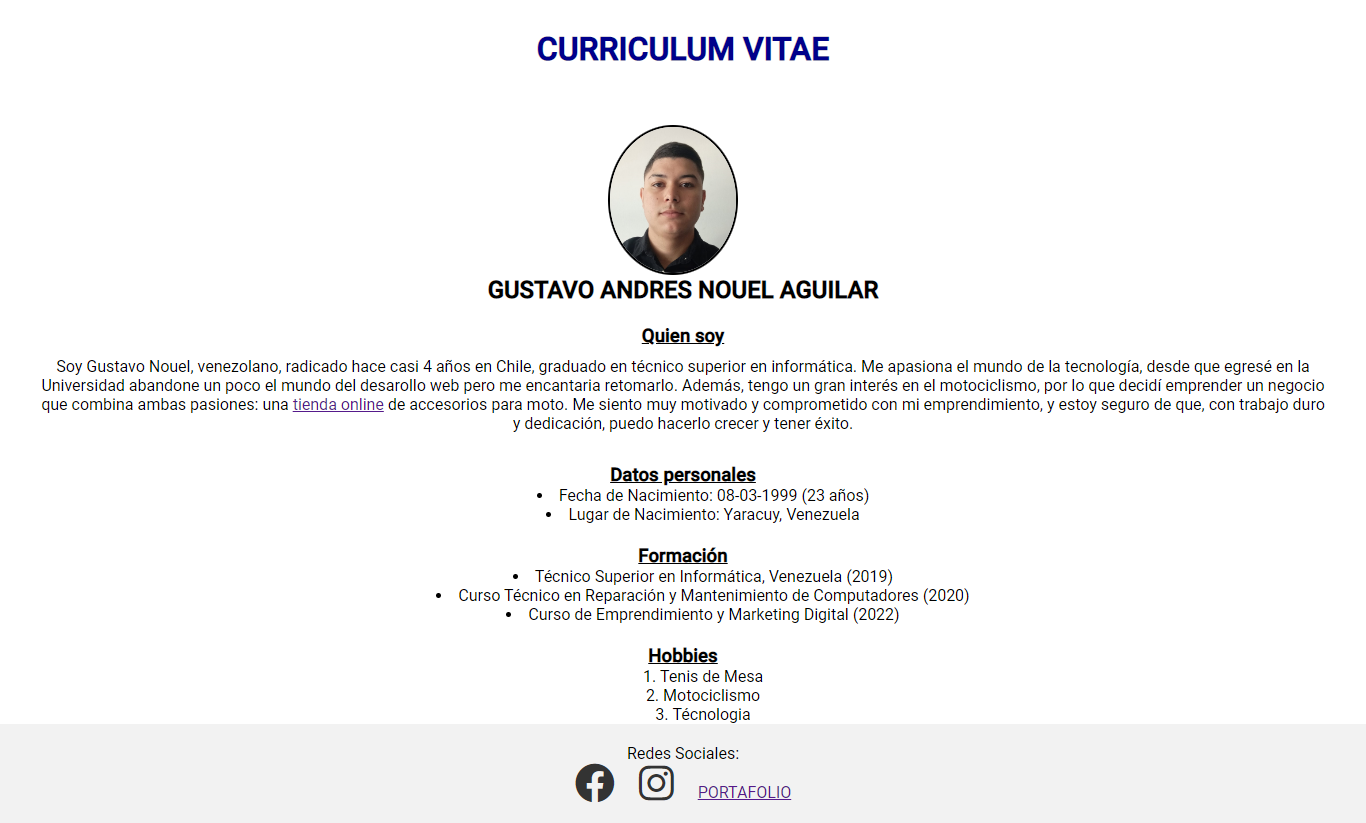 CURRICULUM VITAE
GUSTAVO ANDRES NOUEL AGUILAR
Quien soy
Soy Gustavo Nouel, venezolano, radicado hace casi 4 años en Chile, graduado en técnico superior en informática. Me apasiona el mundo de la tecnología, desde que egresé en la
Universidad abandone un poco el mundo del desarollo web pero me encantaria retomarlo. Además, tengo un gran interés en el motociclismo, por lo que decidí emprender un negocio
que combina ambas pasiones: una tienda online de accesorios para moto. Me siento muy motivado y comprometido con mi emprendimiento, y estoy seguro de que, con trabajo duro
y dedicación, puedo hacerlo crecer y tener éxito.
Datos personales
• Fecha de Nacimiento: 08-03-1999 (23 años)
• Lugar de Nacimiento: Yaracuy, Venezuela
Formación
• Técnico Superior en Informática, Venezuela (2019)
• Curso Técnico en Reparación y Mantenimiento de Computadores (2020)
• Curso de Emprendimiento y Marketing Digital (2022)
Hobbies
1. Tenis de Mesa
2. Motociclismo
3. Técnologia
Redes Sociales:
PORTAFOLIO